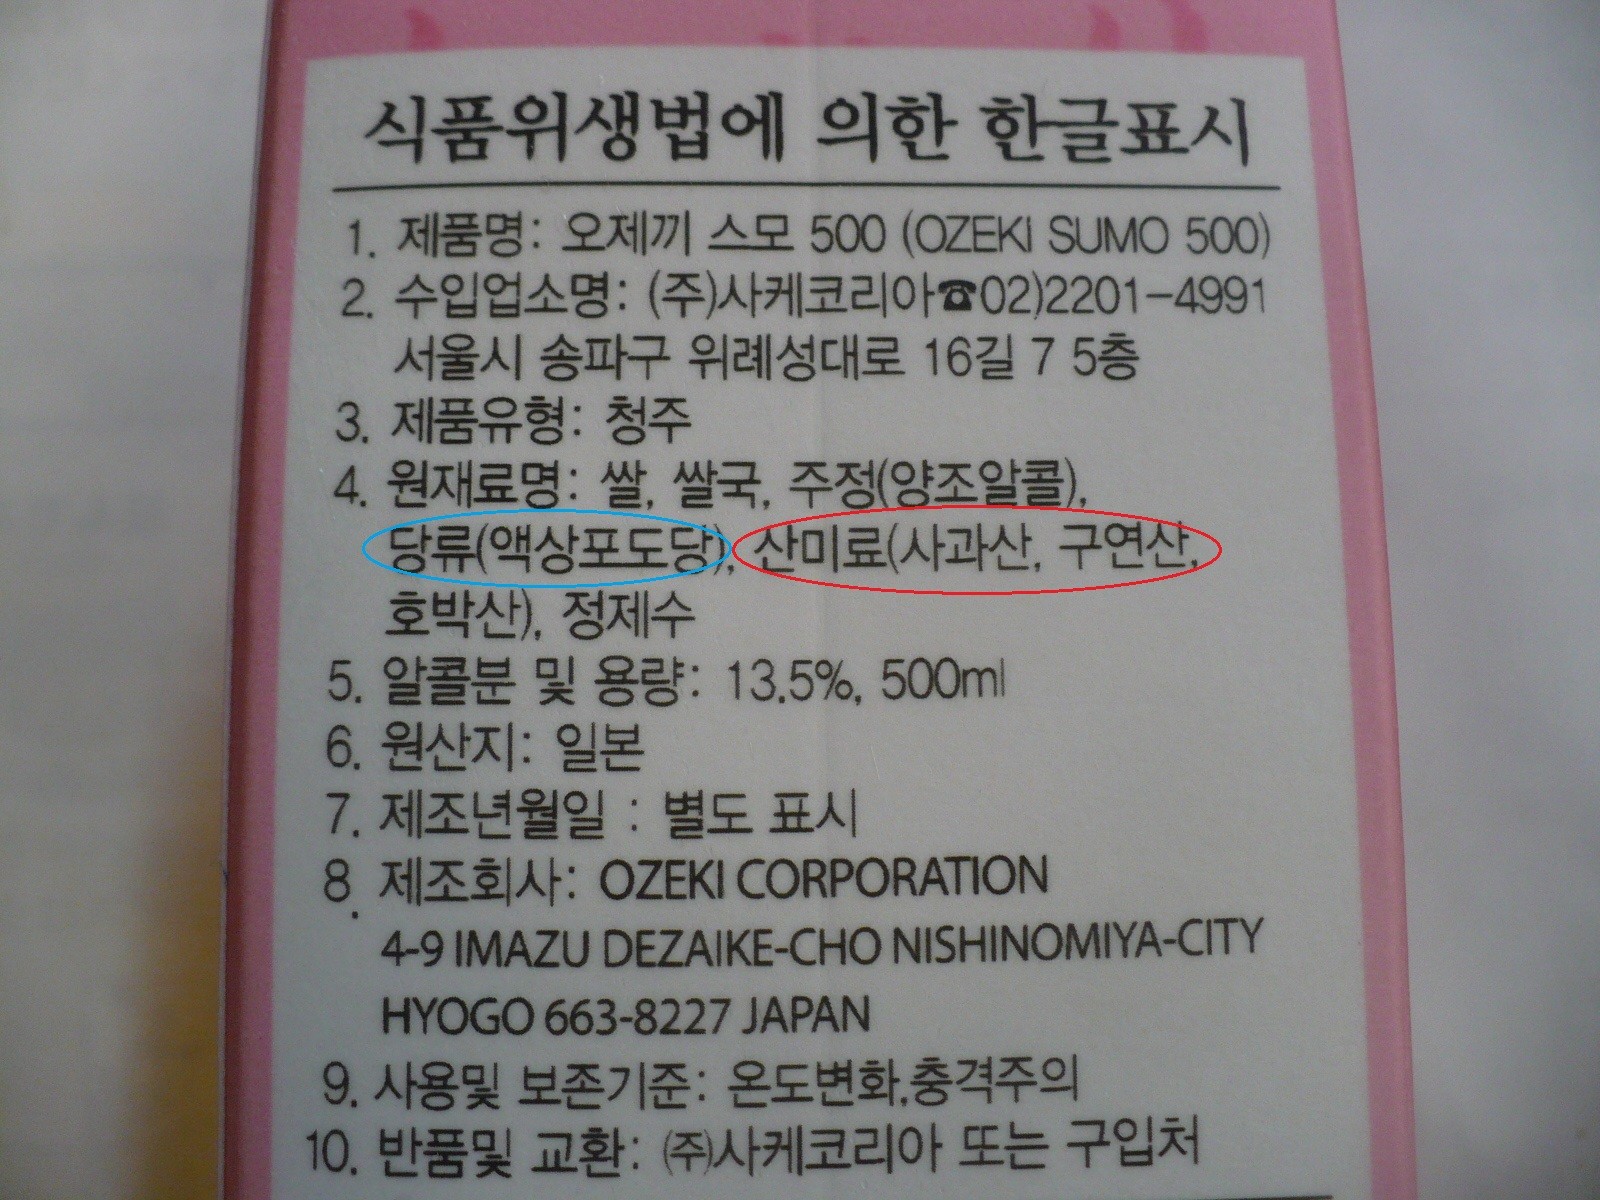 식품위생법에 의한 한글표시
1. 제품명: 오제끼 스모 500 (OZEKI SUMO 500)
2. 수입업소명: (주)사케코리아☎02)2201-4991
서울시 송파구 위례성대로 16길 7 5층
3. 제품유형: 청주
4. 원재료명: 쌀, 쌀국, 주정(양조알콜),
당류(액상포도당), 산미료(사과산, 구연산,
호박산), 정제수
5. 알콜분 및 용량: 13.5%, 500ml
6. 원산지: 일본
7. 제조년월일 : 별도 표시
8. 제조회사: OZEKI CORPORATION
4-9 IMAZU DEZAIKE-CHO NISHINOMIYA-CITY
HYOGO 663-8227 JAPAN
9. 사용및 보존기준: 온도변화,충격주의
10. 반품및 교환: ㈜사케코리아 또는 구입처